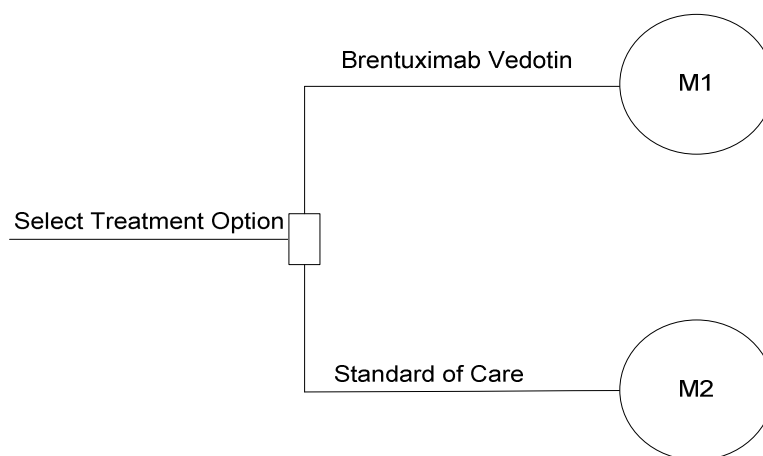 Brentuximab Vedotin
M1
Select Treatment Option
Standard of Care
M2